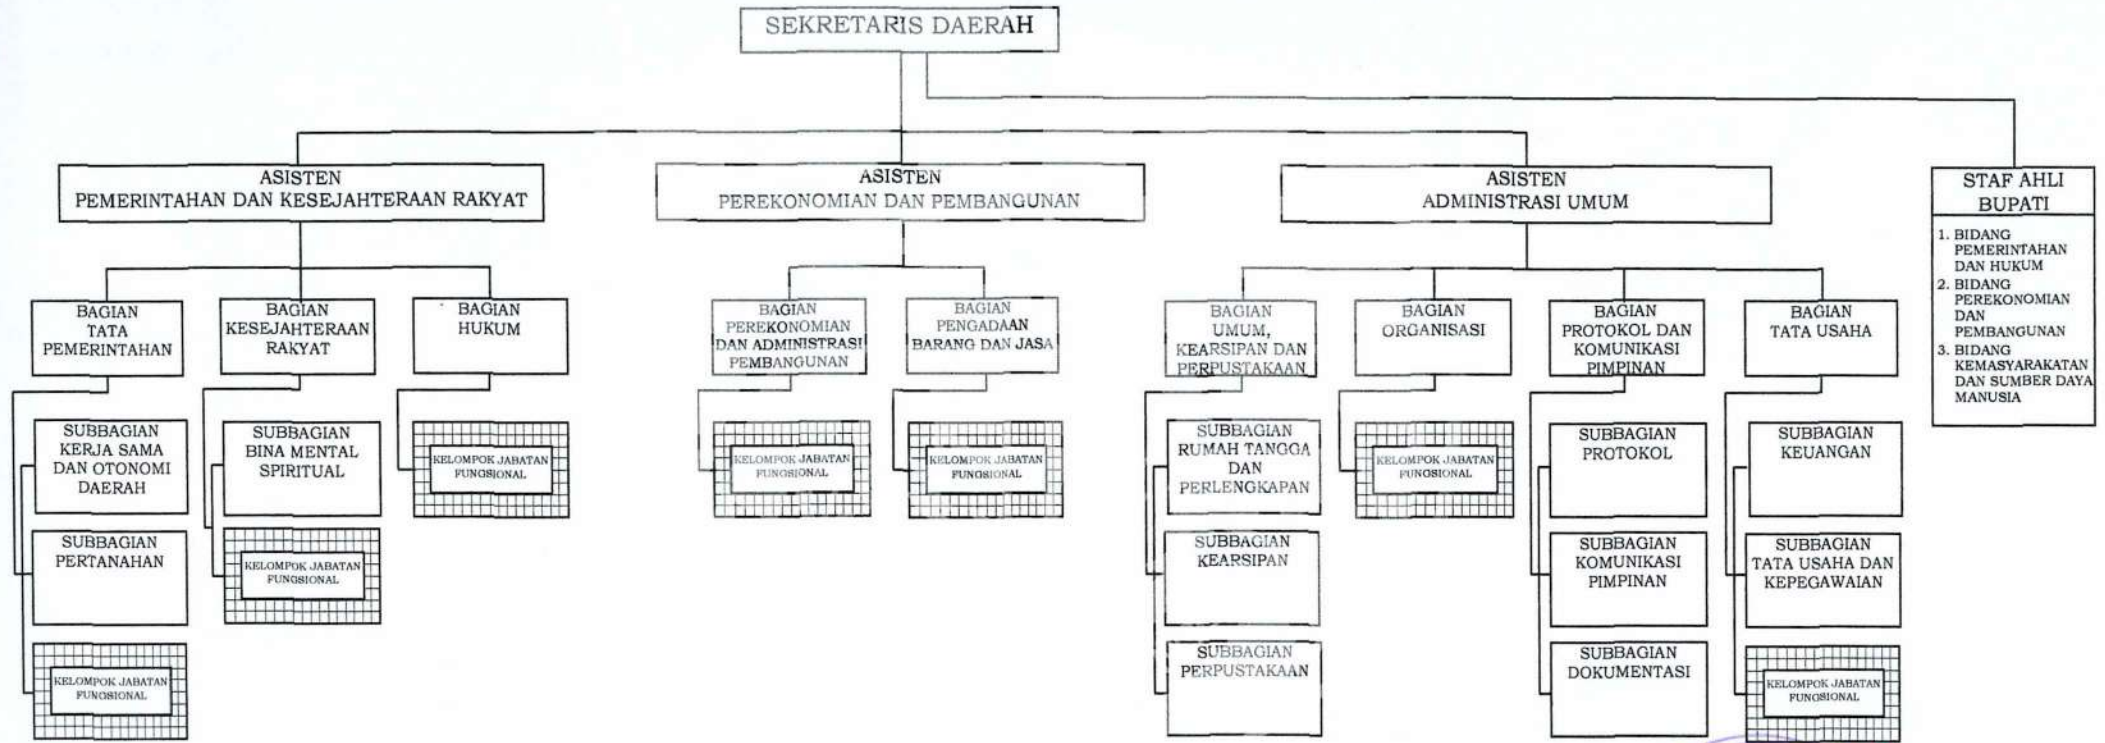 SEKRETARIS DAERAH
ASISTEN
PEMERINTAHAN DAN KESEJAHTERAAN RAKYAT
ASISTEN
PEREKONOMIAN DAN PEMBANGUNAN
ASISTEN
ADMINISTRASI UMUM
STAF AHLI
BUPATI
1. BIDANG
PEMERINTAHAN
DAN HUKUM
2. BIDANG
PEREKONOMIAN
DAN
PEMBANGUNAN
3. BIDANG
KEMASYARAKATAN
DAN SUMBER DAYA
MANUSIA
BAGIAN
TATA
PEMERINTAHAN
BAGIAN
KESEJAHTERAAN
RAKYAT
BAGIAN
HUKUM
BAGIAN
PEREKONOMIAN
DAN ADMINISTRASI
PEMBANGUNAN
BAGIAN
PENGADAAN
BARANG DAN JASA
BAGIAN
UMUM,
KEARSIPAN DAN
PERPUSTAKAAN
BAGIAN
ORGANISASI
BAGIAN
PROTOKOL DAN
KOMUNIKASI
PIMPINAN
BAGIAN
TATA USAHA
SUBBAGIAN
KERJA SAMA
DAN OTONOMI
DAERAH
SUBBAGIAN
BINA MENTAL
SPIRITUAL
KELOMPOK JABATAN
FUNGSIONAL
KELOMPOK JABATAN
FUNGSIONAL
KELOMPOK JABATAN
FUNGSIONAL
SUBBAGIAN
RUMAH TANGGA
DAN
PERLENGKAPAN
KELOMPOK JABATAN
FUNGSIONAL
SUBBAGIAN
PROTOKOL
SUBBAGIAN
KEUANGAN
SUBBAGIAN
PERTANAHAN
KELOMPOK JABATAN
FUNGSIONAL
SUBBAGIAN
KEARSIPAN
SUBBAGIAN
KOMUNIKASI
PIMPINAN
SUBBAGIAN
TATA USAHA DAN
KEPEGAWAIAN
KELOMPOK JABATAN
FUNGSIONAL
SUBBAGIAN
PERPUSTAKAAN
SUBBAGIAN
DOKUMENTASI
KELOMPOK JABATAN
FUNGSIONAL